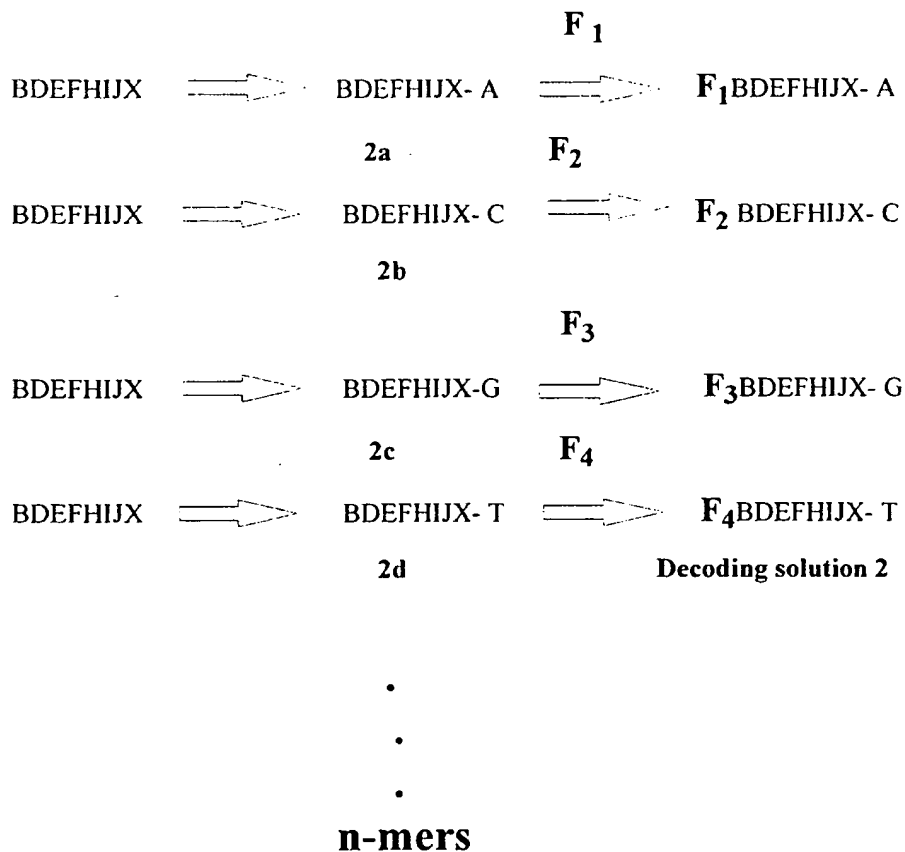 F1
BDEFHIJX BDEFHIJX- A F1BDEFHIJX- A
2a F2
BDEFHIJX BDEFHIJX- C F2 BDEFHIJX- C
2b
F3
BDEFHIJX BDEFHIJX-G F3BDEFHIJX- G
2c F4
BDEFHIJX BDEFHIJX- T F4BDEFHIJX- T
2d Decoding solution 2
n-mers